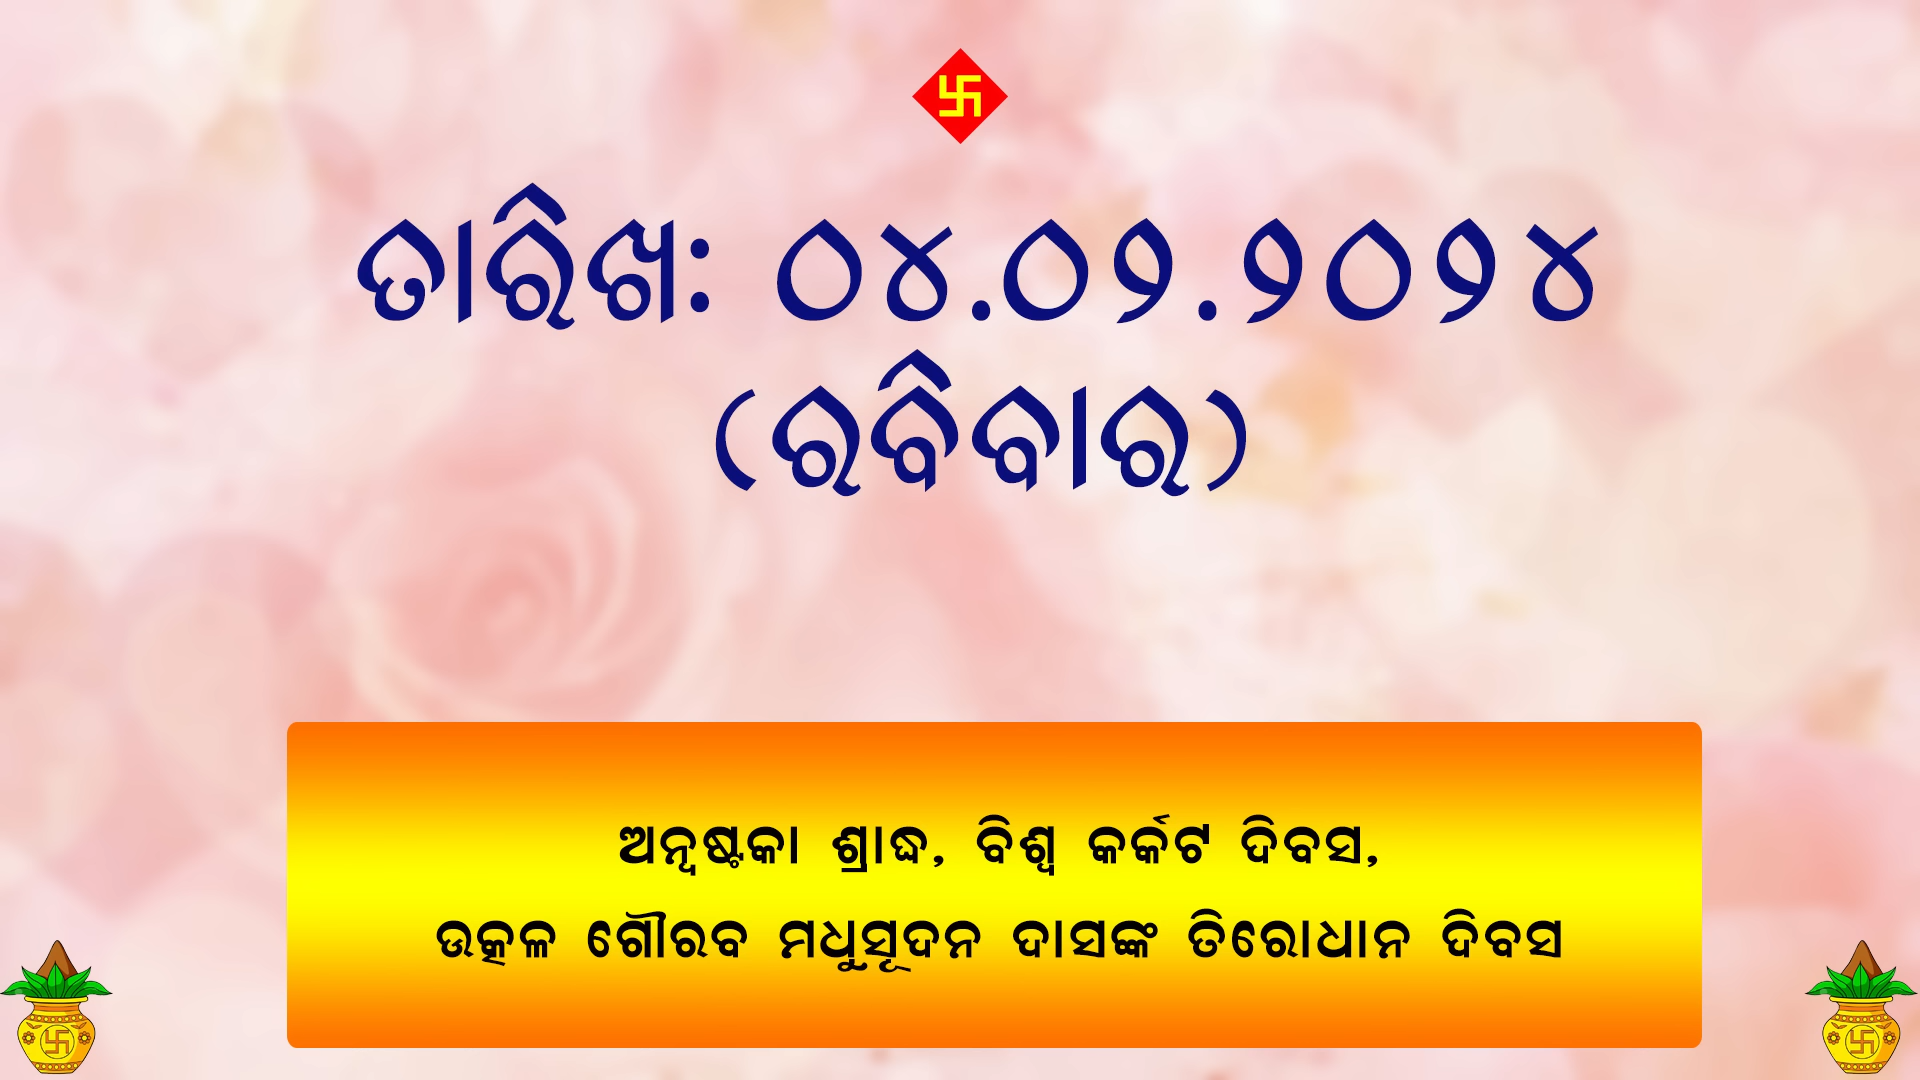 ତାରିଖ: ୦୪.୦୨.୨୦୨୪
(ରବିବାର)
ଅନ୍ୱଷ୍ଟକା ଶ୍ରାଦ୍ଧ, ବିଶ୍ୱ କର୍କଟ ଦିବସ,
ଉତ୍କଳ ଗୌରବ ମଧୁସୂଦନ ଦାସଙ୍କ ତିରୋଧାନ ଦିବସ